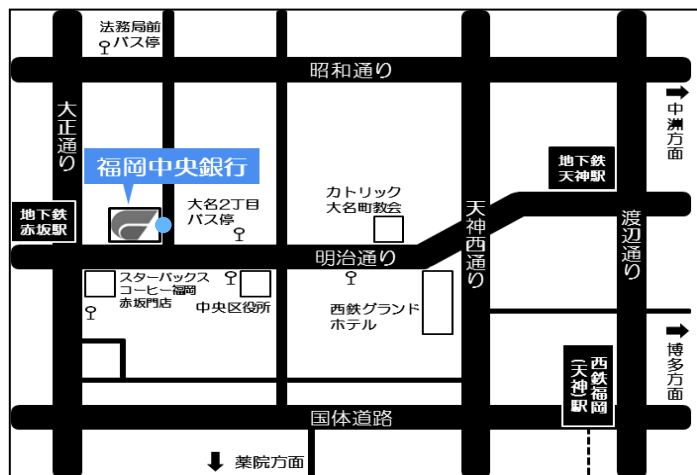 法務局前
バス停
昭和通り
大正通り
中洲方面
福岡中央銀行
地下鉄
天神駅
大名2丁目
バス停
カトリック
大名町教会
地下鉄
赤坂駅
天神西通り
渡辺通り
明治通り
スターバックス
コーヒー福岡
赤坂門店
中央区役所
西鉄グランド
ホテル
西鉄福岡
(天神)駅
博多方面
国体道路
薬院方面